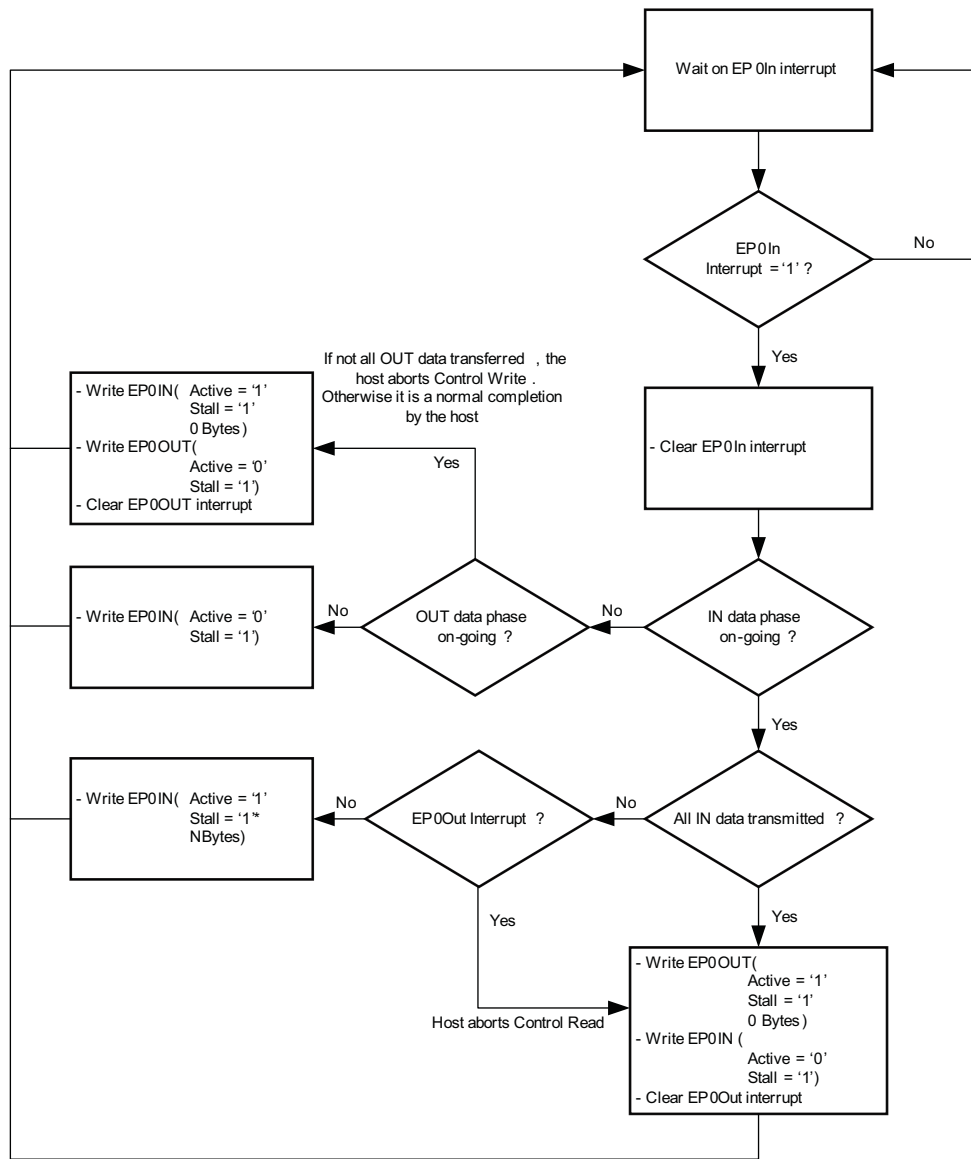 Wait on EP0In interrupt
EP0In
Interrupt = '1' ?
No
Yes
If not all OUT data transferred , the
host aborts Control Write .
Otherwise it is a normal completion
by the host
- Write EP0IN( Active = '1'
Stall = '1'
0 Bytes)
- Write EP0OUT(
Active = '0'
Stall = '1')
- Clear EP0OUT interrupt
Yes
- Clear EP0In interrupt
- Write EP0IN( Active = '0'
Stall = '1')
No
OUT data phase
on-going ?
No
IN data phase
on-going ?
Yes
- Write EP0IN( Active = '1'
Stall = '1'*
NBytes)
No
EP0Out Interrupt ?
No
All IN data transmitted ?
Yes
Yes
Host aborts Control Read
- Write EP0OUT(
Active = '1'
Stall = '1'
0 Bytes)
- Write EP0IN (
Active = '0'
Stall = '1')
- Clear EP0Out interrupt